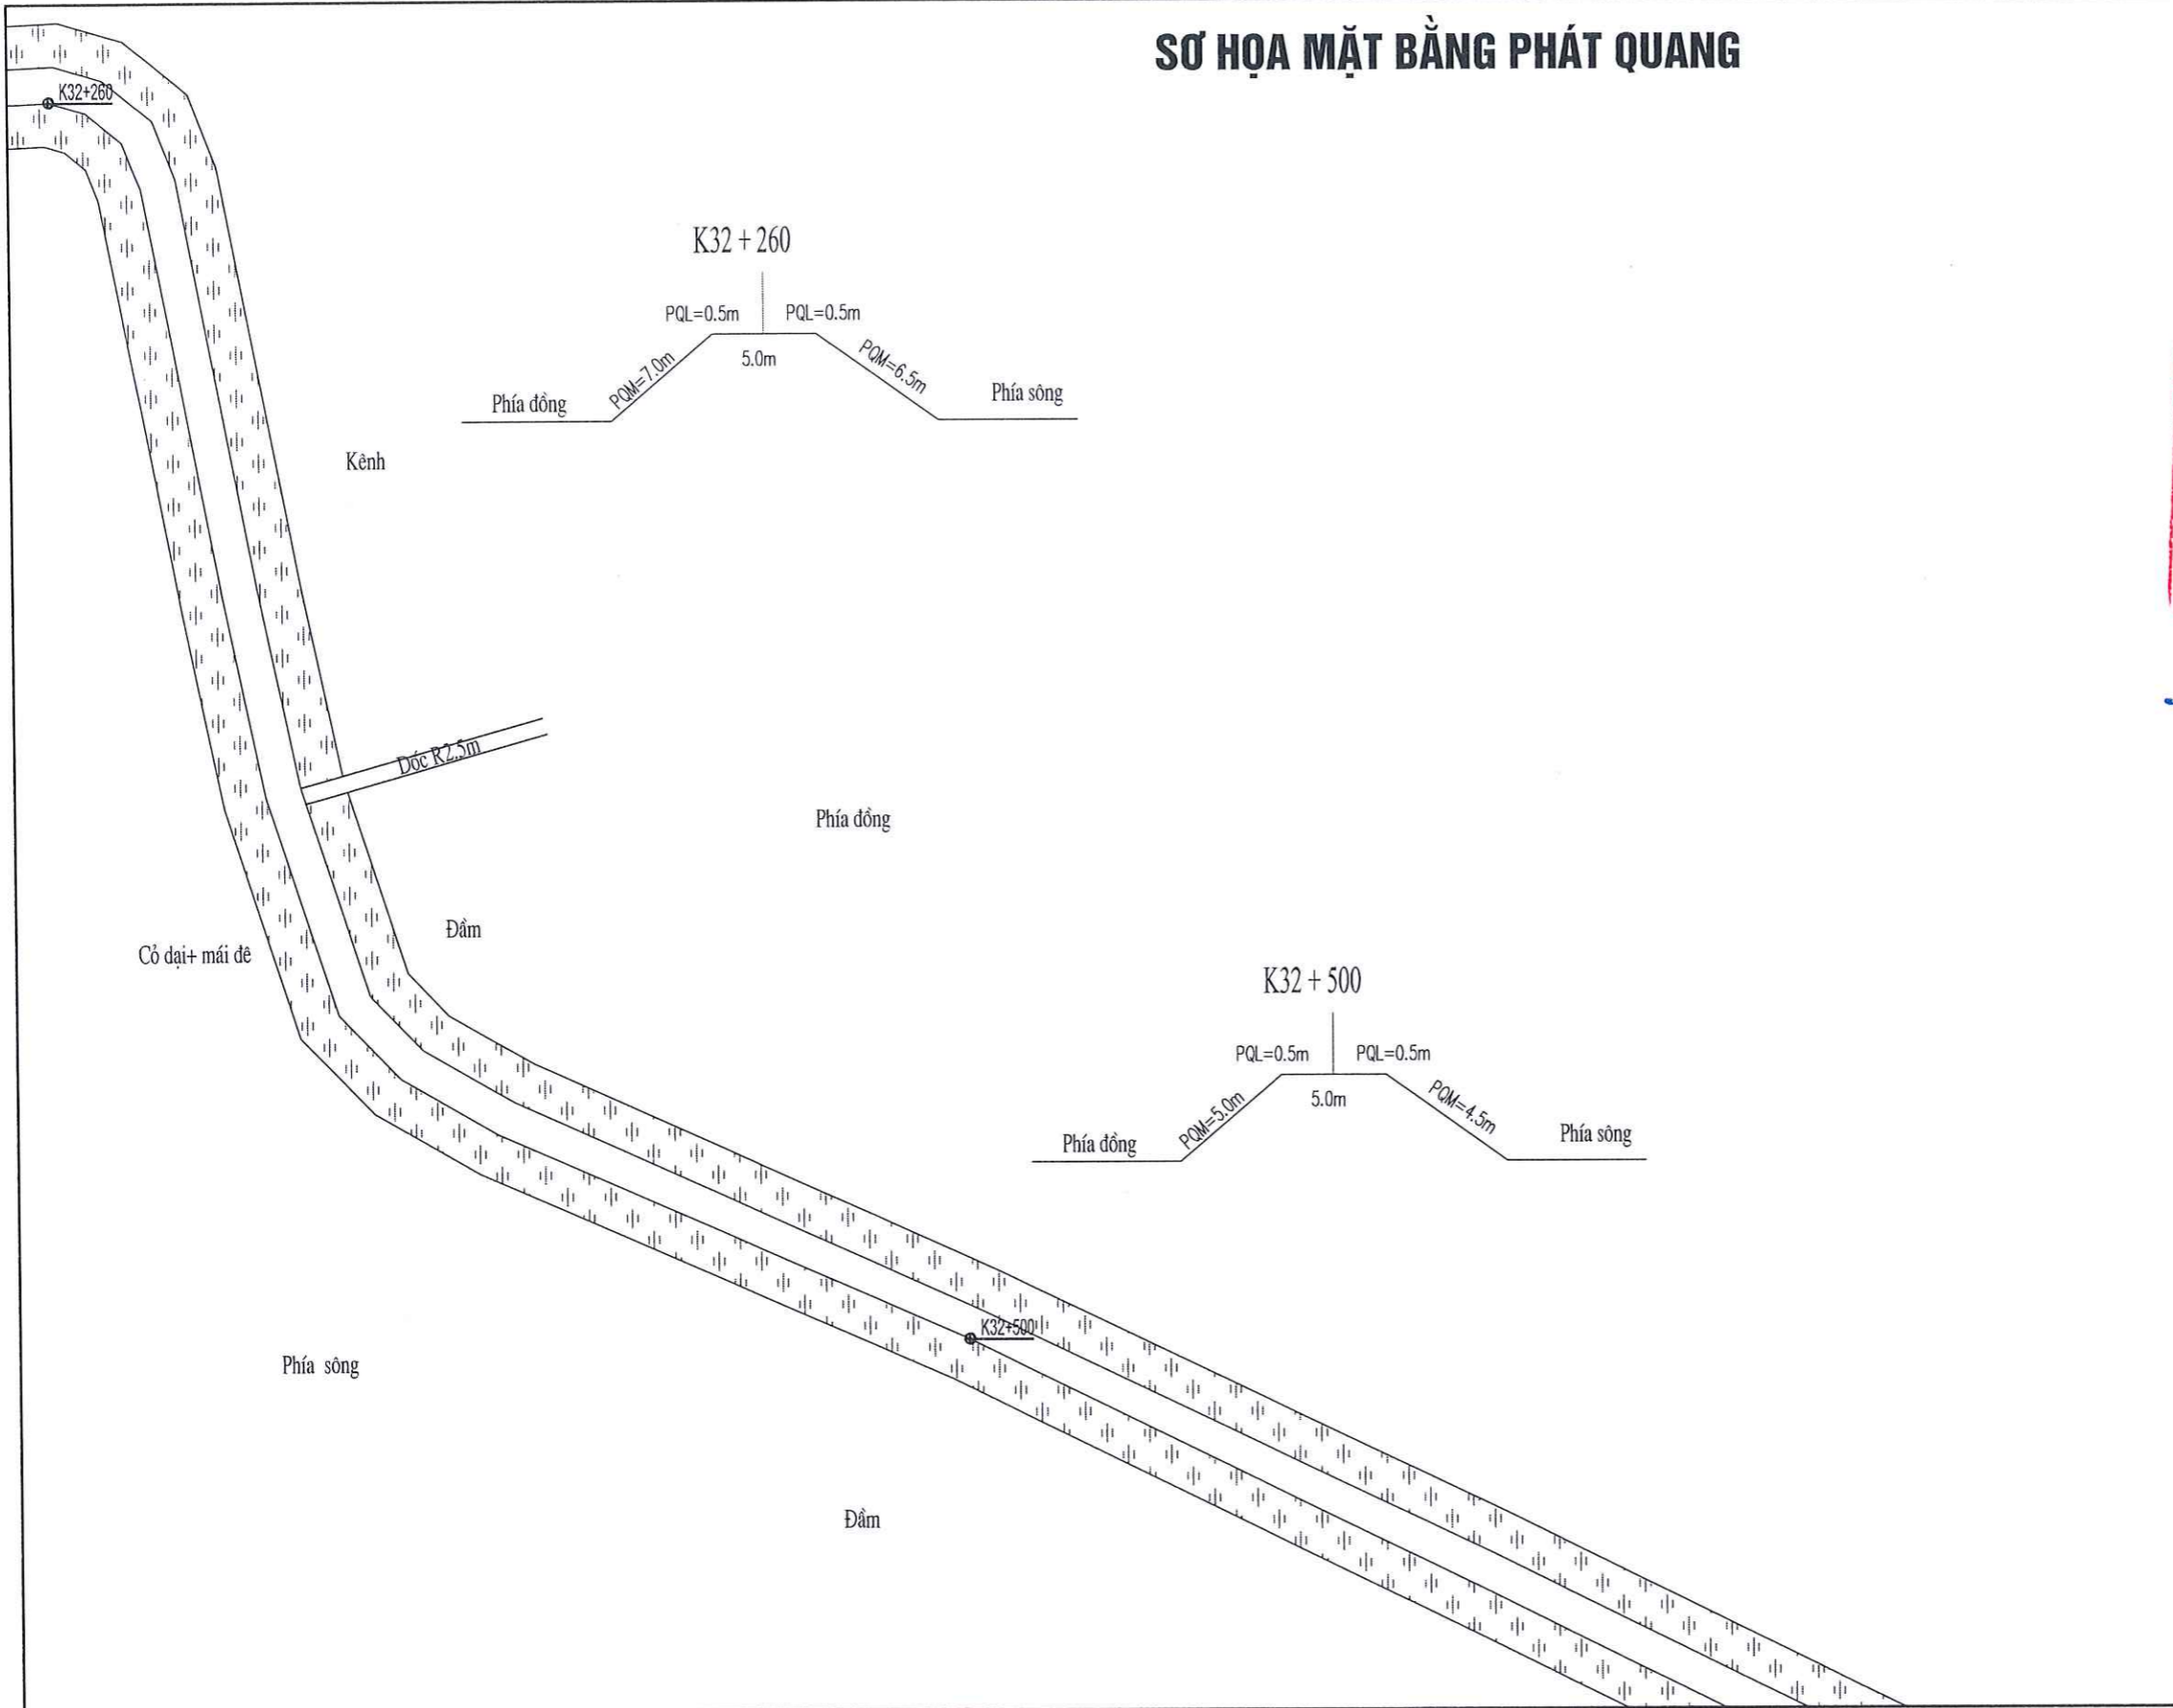 SƠ HỌA MẶT BẰNG PHÁT QUANG
K32+260
K32 + 260
PQL=0.5m PQL=0.5m
5.0m
PQM=7.0m
PQM=6.5m
Phía đồng
Phía sông
Kênh
Dốc R2.5m
Phía đồng
Đầm
Cỏ dại+ mái đê
K32 + 500
PQL=0.5m PQL=0.5m
5.0m
PQM=5.0m
PQM=4.5m
Phía đồng
Phía sông
K32+500
Phía sông
Đầm